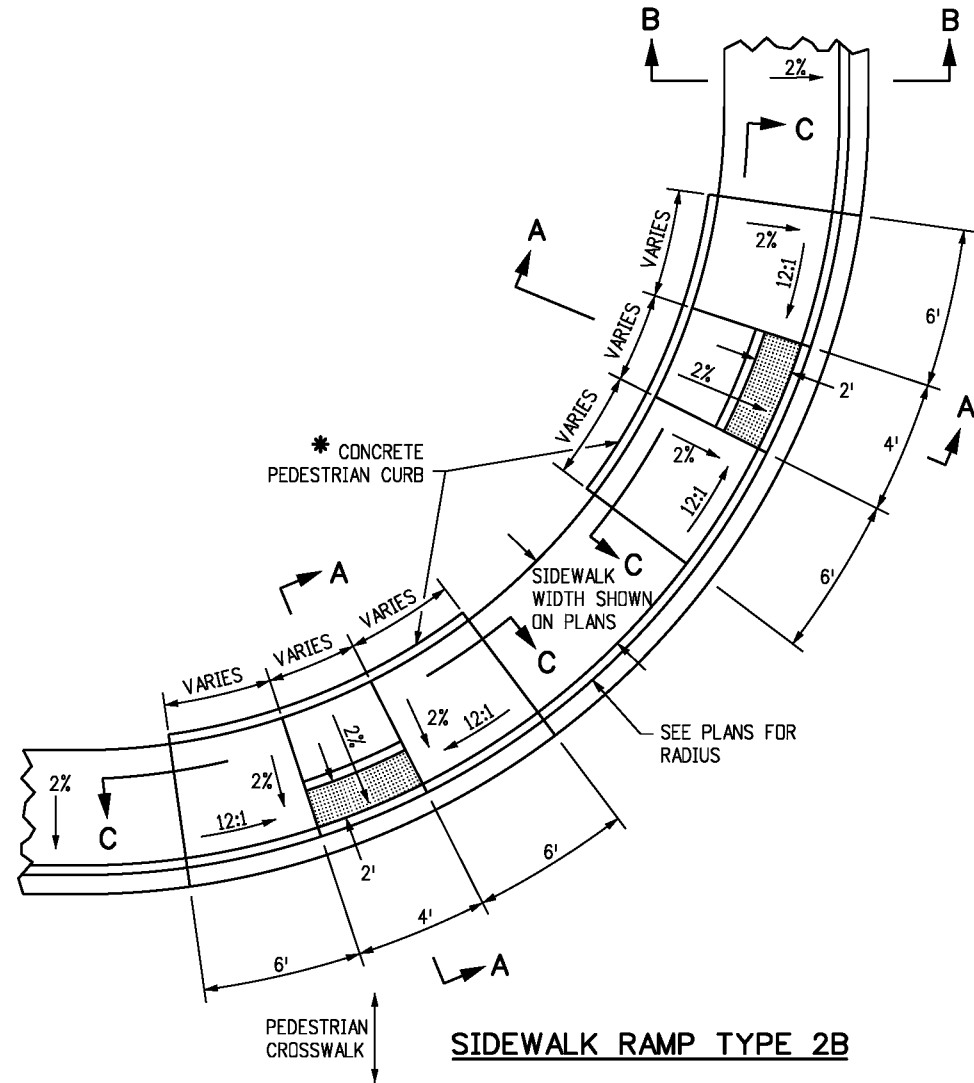 B
B
2%
C
A
VARIES
2%
12:1
6'
VARIES
2%
2'
A
VARIES
4'
✱ CONCRETE
PEDESTRIAN CURB
2%
12:1
C
6'
A
SIDEWALK
WIDTH SHOWN
ON PLANS
VARIES
VARIES
VARIES
C
2%
2%
12:1
SEE PLANS FOR
RADIUS
2%
2%
C
12:1
2'
6'
4'
6'
A
PEDESTRIAN
CROSSWALK
SIDEWALK RAMP TYPE 2B